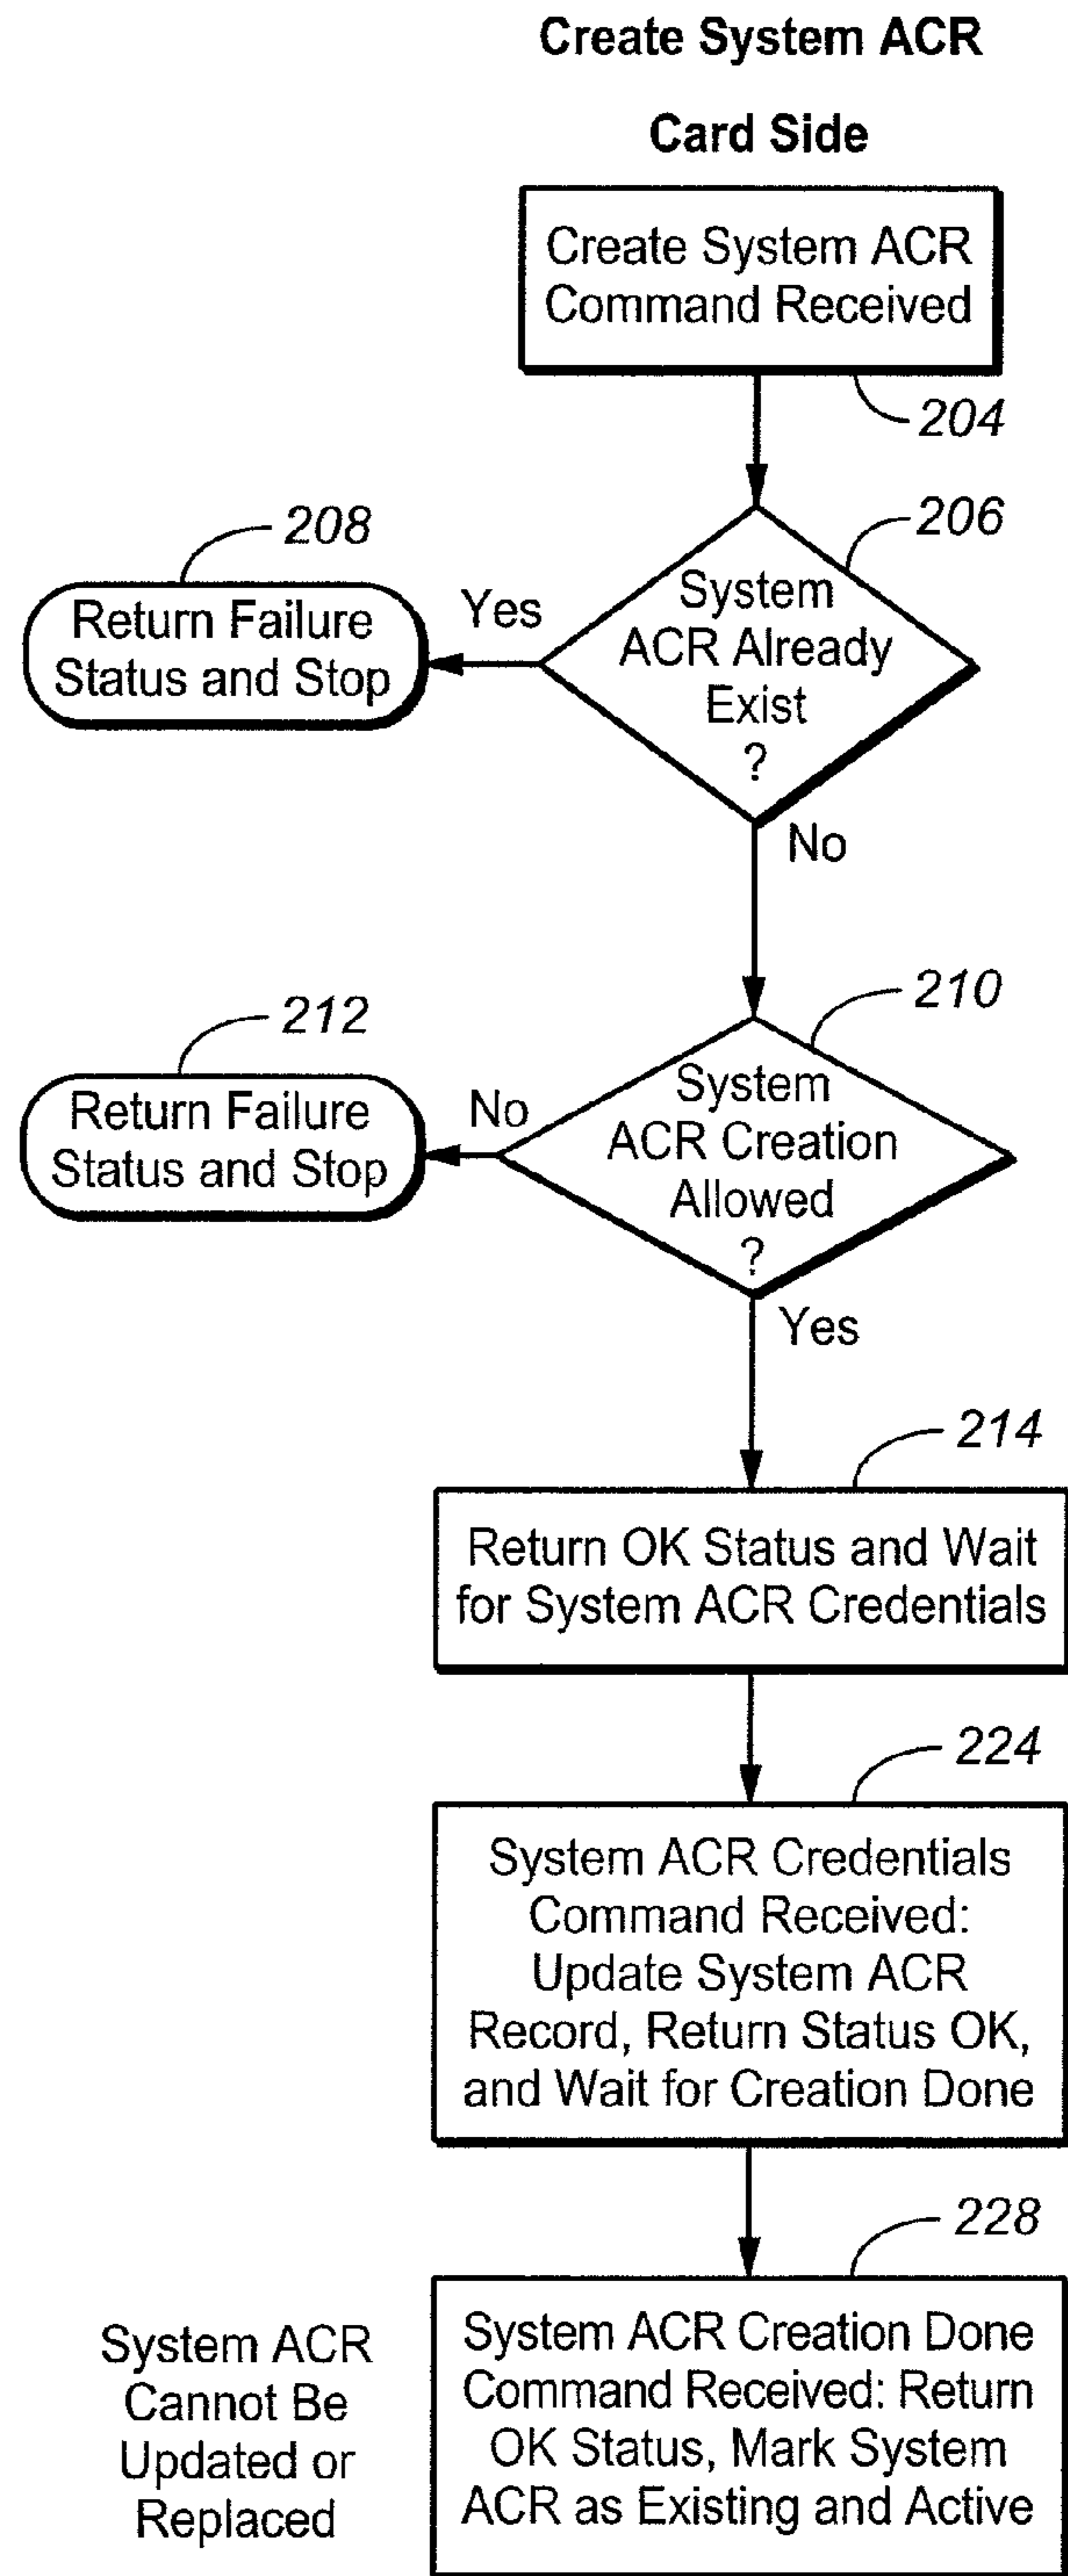 Create System ACR
Card Side
Create System ACR
Command Received
204
206
208
System
ACR Already
Exist
?
Yes
Return Failure
Status and Stop
No
210
212
System
ACR Creation
Allowed
?
No
Return Failure
Status and Stop
Yes
214
Return OK Status and Wait
for System ACR Credentials
224
System ACR Credentials
Command Received:
Update System ACR
Record, Return Status OK,
and Wait for Creation Done
228
System ACR Creation Done
Command Received: Return
OK Status, Mark System
ACR as Existing and Active
System ACR
Cannot Be
Updated or
Replaced